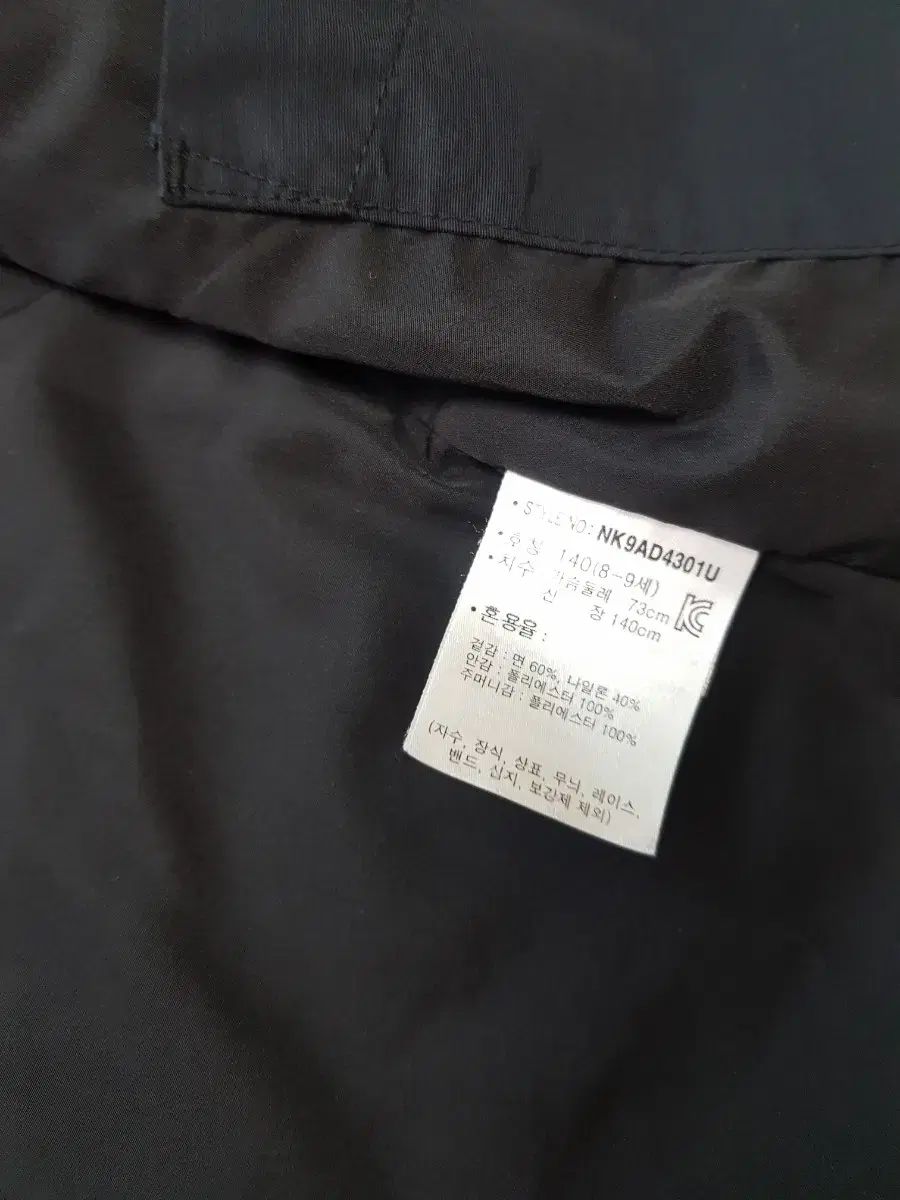 • STYLE NO: NK9AD4301U
• 호칭 140(8-9세)
• 치수 가슴둘레 73cm
신 장 140cm
• 혼용율 :
겉감 : 면 60%, 나일론 40%
안감 : 폴리에스터 100%
주머니감 : 폴리에스터 100%
(자수, 장식, 상표, 무늬, 레이스,
밴드, 심지, 보강제 제외)